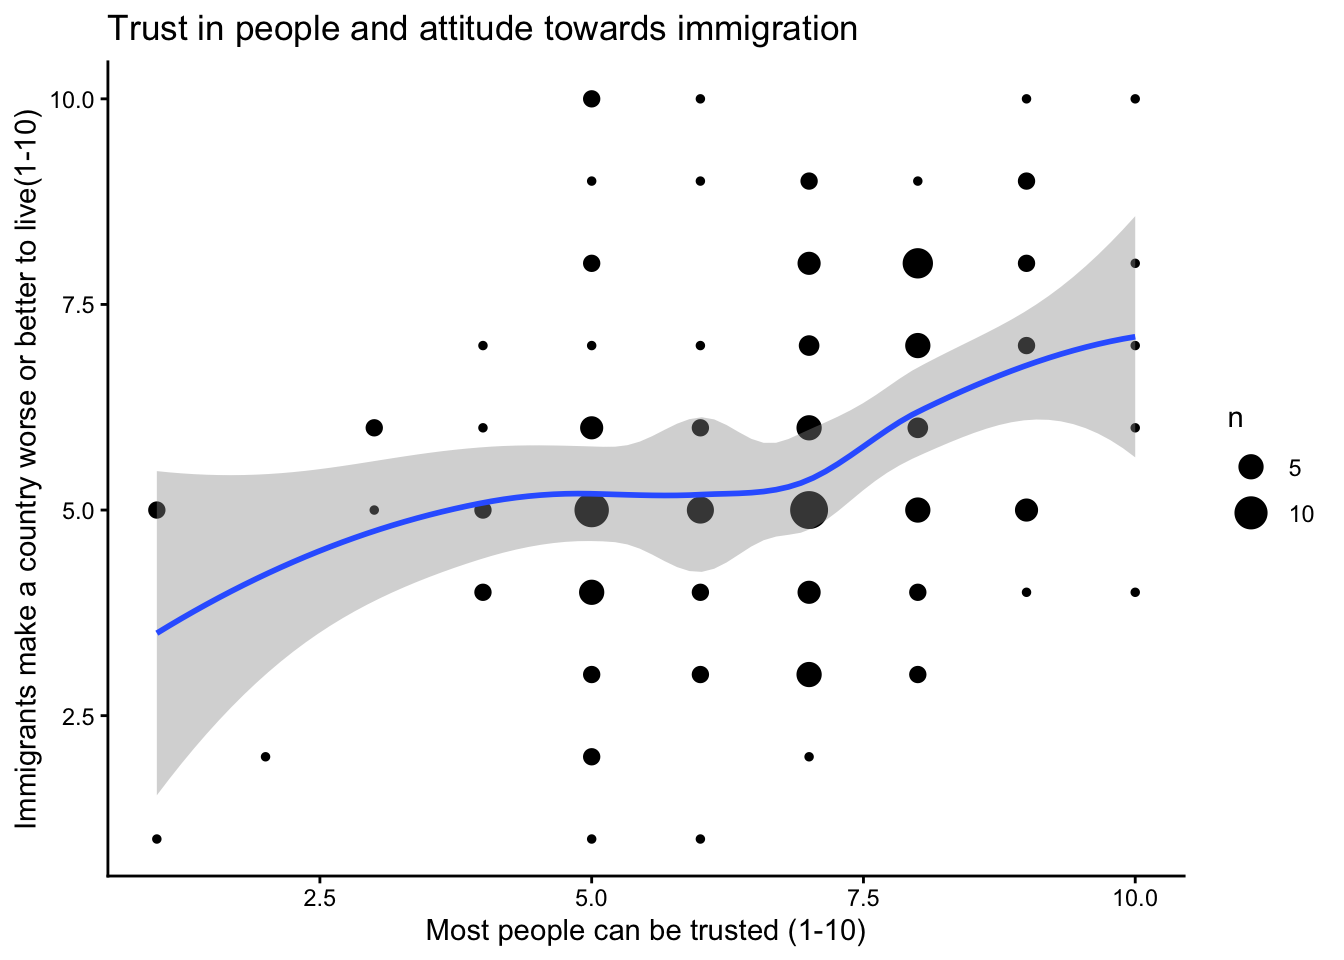 Trust in people and attitude towards immigration
Immigrants make a country worse or better to live(1-10)
10.0
7.5
5.0
2.5
2.5
5.0
7.5
10.0
Most people can be trusted (1-10)
n
5
10